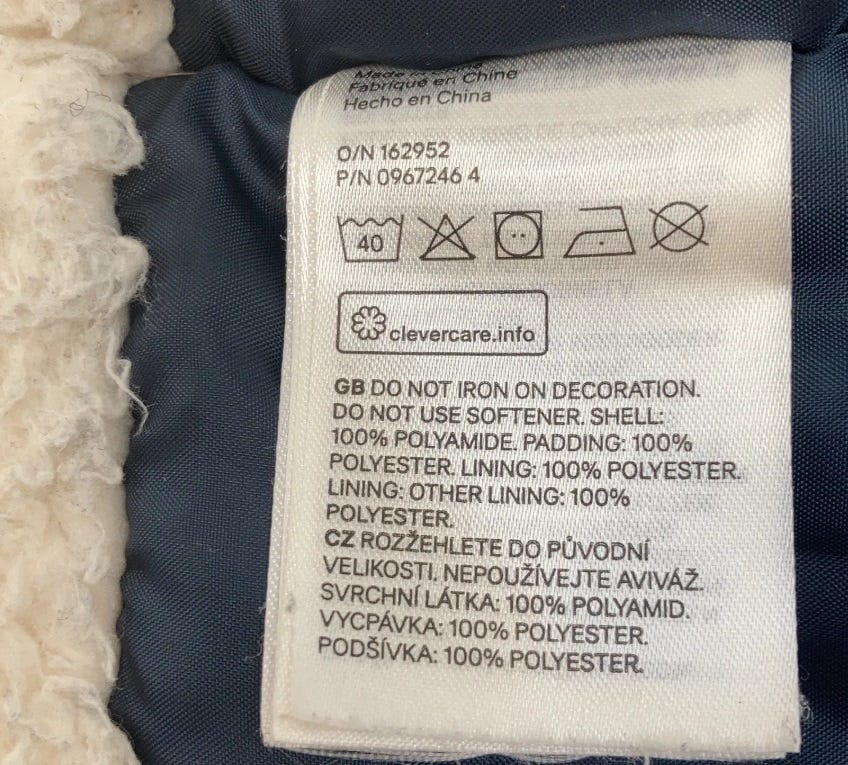 Fabriqué en Chine
Hecho en China
O/N 162952
P/N 0967246 4
40
clevercare.info
GB DO NOT IRON ON DECORATION.
DO NOT USE SOFTENER. SHELL:
100% POLYAMIDE. PADDING: 100%
POLYESTER. LINING: 100% POLYESTER.
LINING: OTHER LINING: 100%
POLYESTER.
CZ ROZŽEHLETE DO PŮVODNÍ
VELIKOSTI. NEPOUŽÍVEJTE AVIVÁŽ.
SVRCHNÍ LÁTKA: 100% POLYAMID.
VYCPÁVKA: 100% POLYESTER.
PODŠÍVKA: 100% POLYESTER.